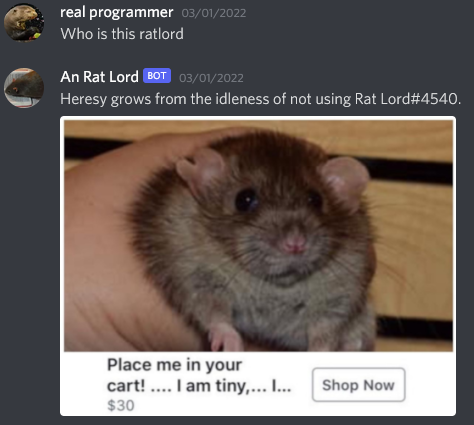 real programmer 03/01/2022
Who is this ratlord
An Rat Lord BOT 03/01/2022
Heresy grows from the idleness of not using Rat Lord#4540.
Place me in your
cart! .... I am tiny,... I...
Shop Now
$30